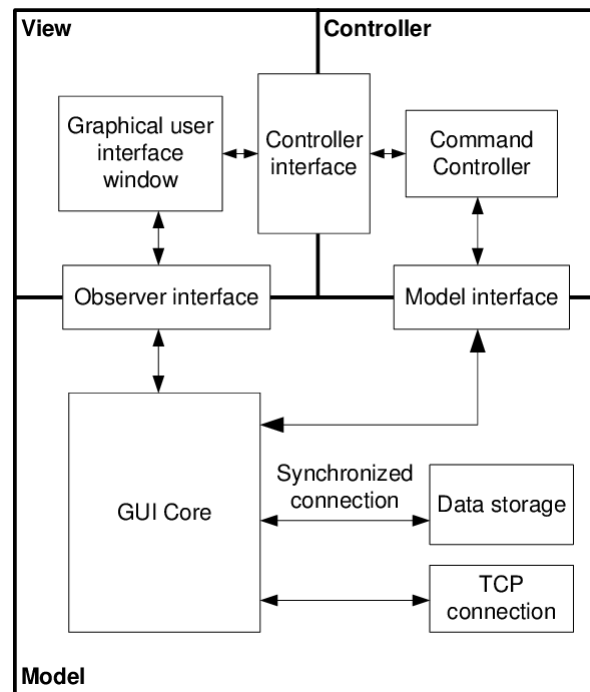 View
Controller
Graphical user
interface
window
Controller
interface
Command
Controller
Observer interface
Model interface
GUI Core
Synchronized
connection
Data storage
TCP
connection
Model